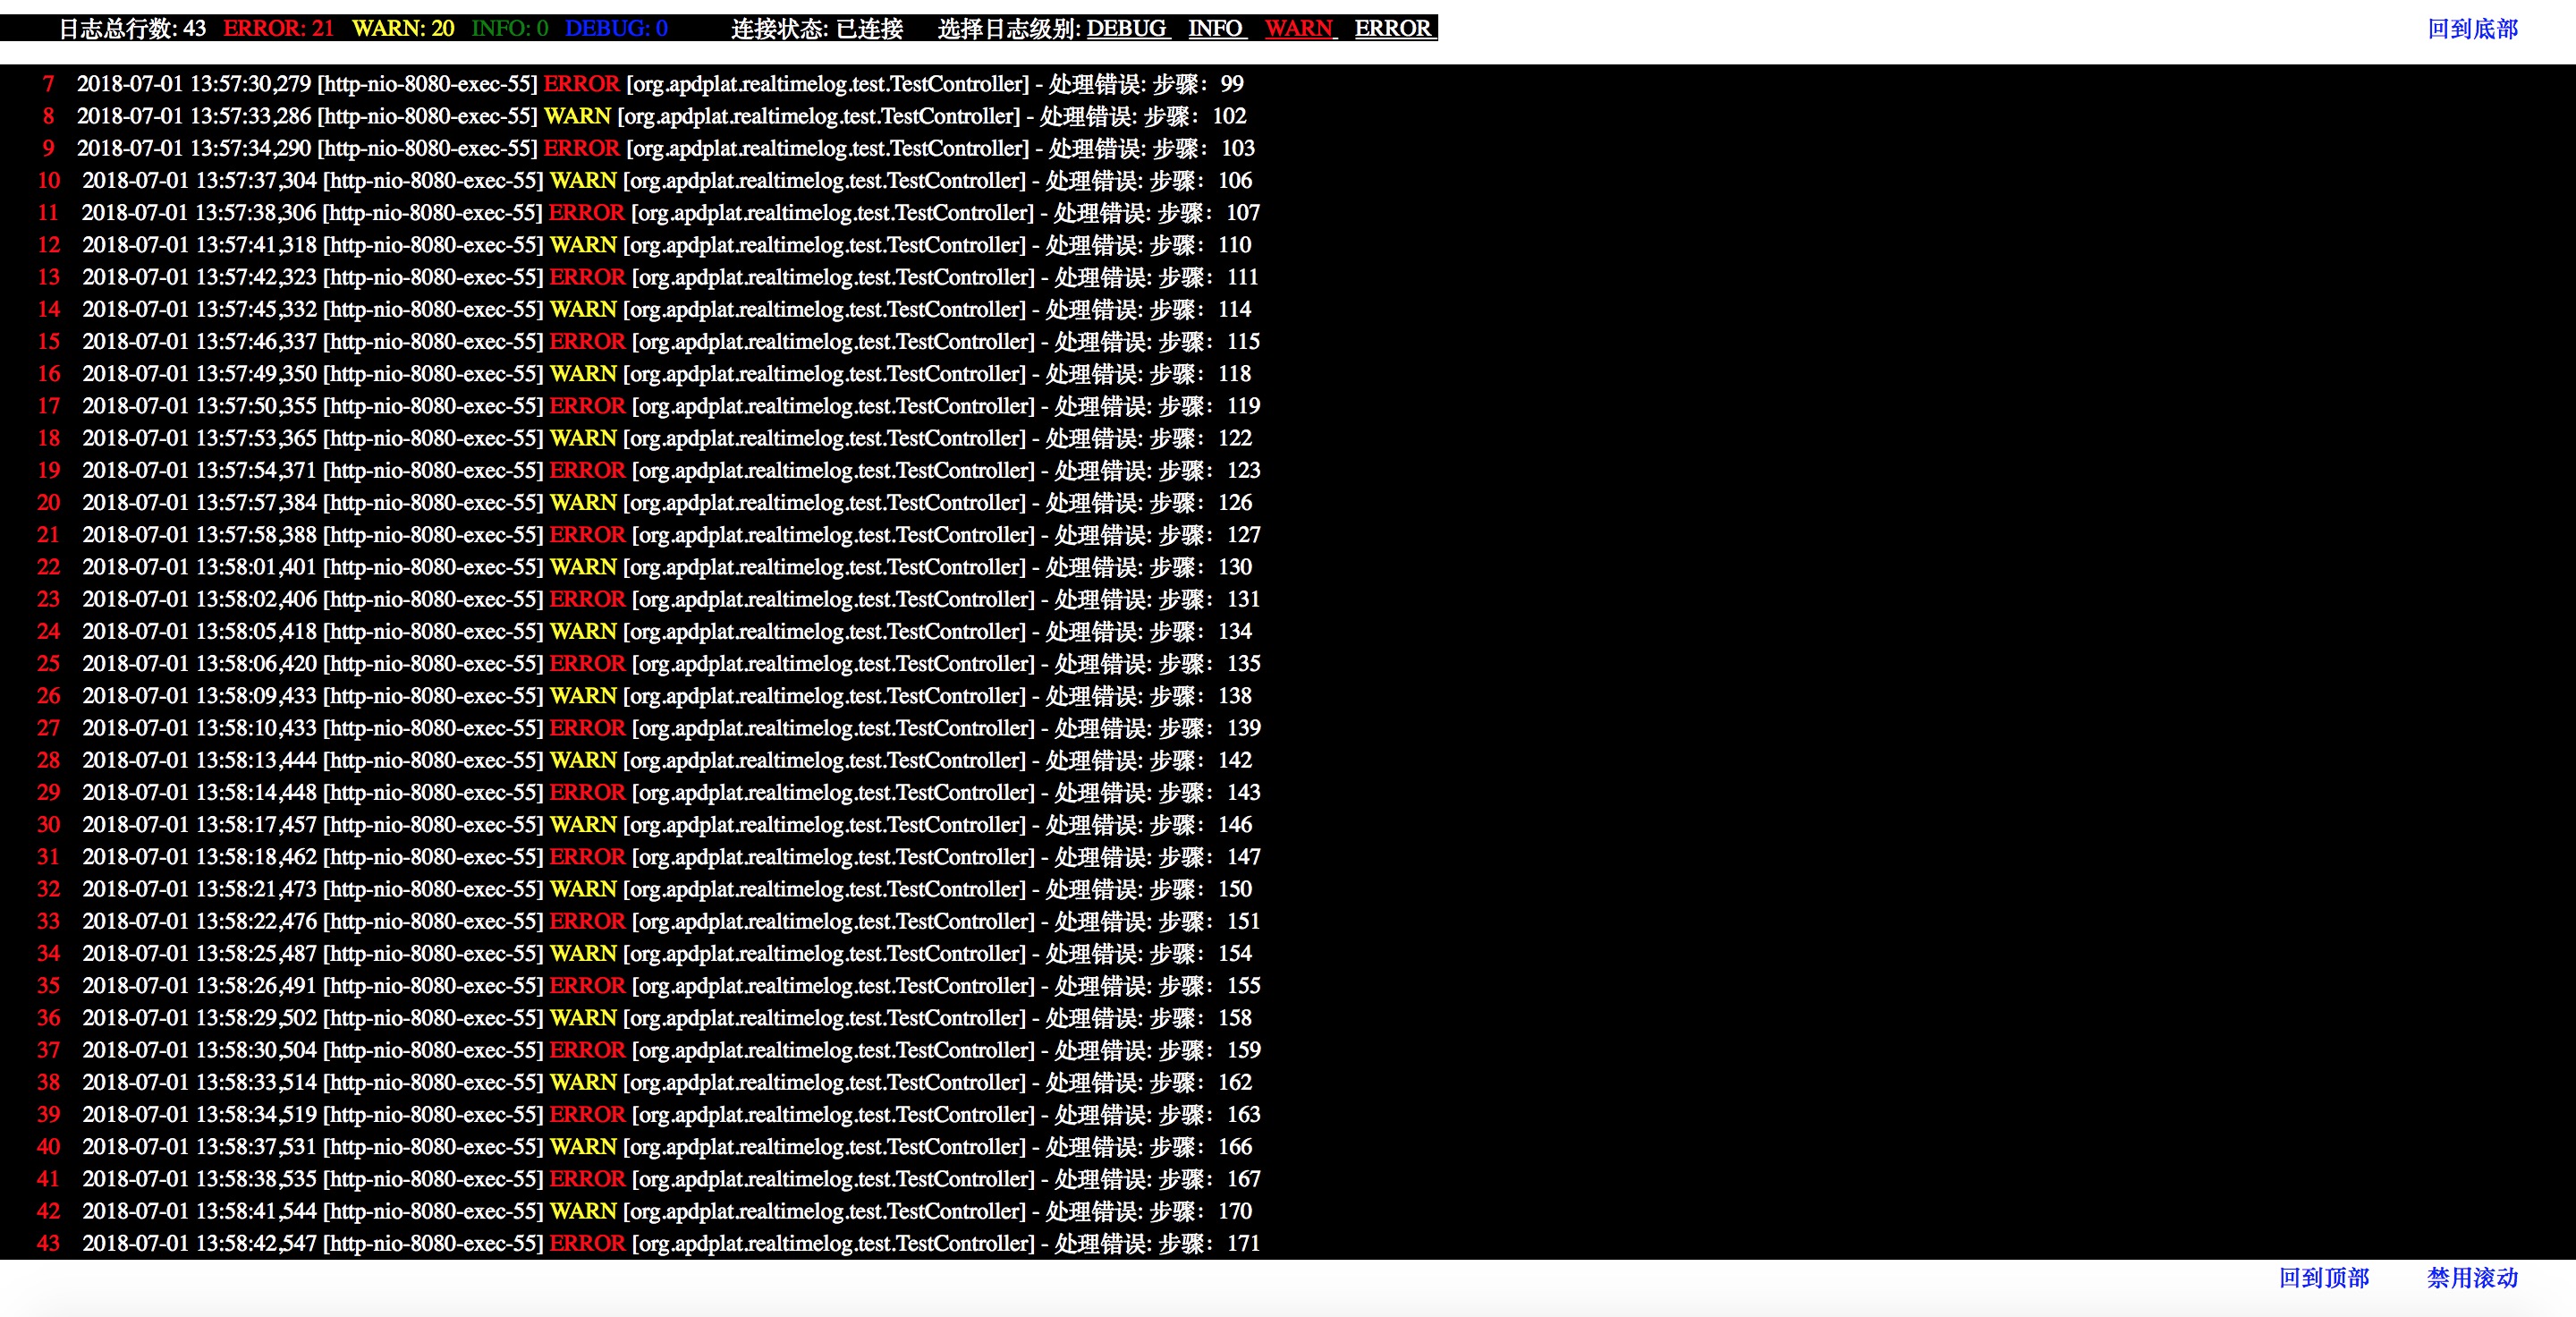 日志总行数: 43 ERROR: 21 WARN: 20 INFO: 0 DEBUG: 0 连接状态: 已连接 选择日志级别: DEBUG INFO WARN ERROR 回到底部
7 2018-07-01 13:57:30,279 [http-nio-8080-exec-55] ERROR [org.apdplat.realtimelog.test.TestController] - 处理错误: 步骤：99
8 2018-07-01 13:57:33,286 [http-nio-8080-exec-55] WARN [org.apdplat.realtimelog.test.TestController] - 处理错误: 步骤：102
9 2018-07-01 13:57:34,290 [http-nio-8080-exec-55] ERROR [org.apdplat.realtimelog.test.TestController] - 处理错误: 步骤：103
10 2018-07-01 13:57:37,304 [http-nio-8080-exec-55] WARN [org.apdplat.realtimelog.test.TestController] - 处理错误: 步骤：106
11 2018-07-01 13:57:38,306 [http-nio-8080-exec-55] ERROR [org.apdplat.realtimelog.test.TestController] - 处理错误: 步骤：107
12 2018-07-01 13:57:41,318 [http-nio-8080-exec-55] WARN [org.apdplat.realtimelog.test.TestController] - 处理错误: 步骤：110
13 2018-07-01 13:57:42,323 [http-nio-8080-exec-55] ERROR [org.apdplat.realtimelog.test.TestController] - 处理错误: 步骤：111
14 2018-07-01 13:57:45,332 [http-nio-8080-exec-55] WARN [org.apdplat.realtimelog.test.TestController] - 处理错误: 步骤：114
15 2018-07-01 13:57:46,337 [http-nio-8080-exec-55] ERROR [org.apdplat.realtimelog.test.TestController] - 处理错误: 步骤：115
16 2018-07-01 13:57:49,350 [http-nio-8080-exec-55] WARN [org.apdplat.realtimelog.test.TestController] - 处理错误: 步骤：118
17 2018-07-01 13:57:50,355 [http-nio-8080-exec-55] ERROR [org.apdplat.realtimelog.test.TestController] - 处理错误: 步骤：119
18 2018-07-01 13:57:53,365 [http-nio-8080-exec-55] WARN [org.apdplat.realtimelog.test.TestController] - 处理错误: 步骤：122
19 2018-07-01 13:57:54,371 [http-nio-8080-exec-55] ERROR [org.apdplat.realtimelog.test.TestController] - 处理错误: 步骤：123
20 2018-07-01 13:57:57,384 [http-nio-8080-exec-55] WARN [org.apdplat.realtimelog.test.TestController] - 处理错误: 步骤：126
21 2018-07-01 13:57:58,388 [http-nio-8080-exec-55] ERROR [org.apdplat.realtimelog.test.TestController] - 处理错误: 步骤：127
22 2018-07-01 13:58:01,401 [http-nio-8080-exec-55] WARN [org.apdplat.realtimelog.test.TestController] - 处理错误: 步骤：130
23 2018-07-01 13:58:02,406 [http-nio-8080-exec-55] ERROR [org.apdplat.realtimelog.test.TestController] - 处理错误: 步骤：131
24 2018-07-01 13:58:05,418 [http-nio-8080-exec-55] WARN [org.apdplat.realtimelog.test.TestController] - 处理错误: 步骤：134
25 2018-07-01 13:58:06,420 [http-nio-8080-exec-55] ERROR [org.apdplat.realtimelog.test.TestController] - 处理错误: 步骤：135
26 2018-07-01 13:58:09,433 [http-nio-8080-exec-55] WARN [org.apdplat.realtimelog.test.TestController] - 处理错误: 步骤：138
27 2018-07-01 13:58:10,433 [http-nio-8080-exec-55] ERROR [org.apdplat.realtimelog.test.TestController] - 处理错误: 步骤：139
28 2018-07-01 13:58:13,444 [http-nio-8080-exec-55] WARN [org.apdplat.realtimelog.test.TestController] - 处理错误: 步骤：142
29 2018-07-01 13:58:14,448 [http-nio-8080-exec-55] ERROR [org.apdplat.realtimelog.test.TestController] - 处理错误: 步骤：143
30 2018-07-01 13:58:17,457 [http-nio-8080-exec-55] WARN [org.apdplat.realtimelog.test.TestController] - 处理错误: 步骤：146
31 2018-07-01 13:58:18,462 [http-nio-8080-exec-55] ERROR [org.apdplat.realtimelog.test.TestController] - 处理错误: 步骤：147
32 2018-07-01 13:58:21,473 [http-nio-8080-exec-55] WARN [org.apdplat.realtimelog.test.TestController] - 处理错误: 步骤：150
33 2018-07-01 13:58:22,476 [http-nio-8080-exec-55] ERROR [org.apdplat.realtimelog.test.TestController] - 处理错误: 步骤：151
34 2018-07-01 13:58:25,487 [http-nio-8080-exec-55] WARN [org.apdplat.realtimelog.test.TestController] - 处理错误: 步骤：154
35 2018-07-01 13:58:26,491 [http-nio-8080-exec-55] ERROR [org.apdplat.realtimelog.test.TestController] - 处理错误: 步骤：155
36 2018-07-01 13:58:29,502 [http-nio-8080-exec-55] WARN [org.apdplat.realtimelog.test.TestController] - 处理错误: 步骤：158
37 2018-07-01 13:58:30,504 [http-nio-8080-exec-55] ERROR [org.apdplat.realtimelog.test.TestController] - 处理错误: 步骤：159
38 2018-07-01 13:58:33,514 [http-nio-8080-exec-55] WARN [org.apdplat.realtimelog.test.TestController] - 处理错误: 步骤：162
39 2018-07-01 13:58:34,519 [http-nio-8080-exec-55] ERROR [org.apdplat.realtimelog.test.TestController] - 处理错误: 步骤：163
40 2018-07-01 13:58:37,531 [http-nio-8080-exec-55] WARN [org.apdplat.realtimelog.test.TestController] - 处理错误: 步骤：166
41 2018-07-01 13:58:38,535 [http-nio-8080-exec-55] ERROR [org.apdplat.realtimelog.test.TestController] - 处理错误: 步骤：167
42 2018-07-01 13:58:41,544 [http-nio-8080-exec-55] WARN [org.apdplat.realtimelog.test.TestController] - 处理错误: 步骤：170
43 2018-07-01 13:58:42,547 [http-nio-8080-exec-55] ERROR [org.apdplat.realtimelog.test.TestController] - 处理错误: 步骤：171
回到顶部 禁用滚动